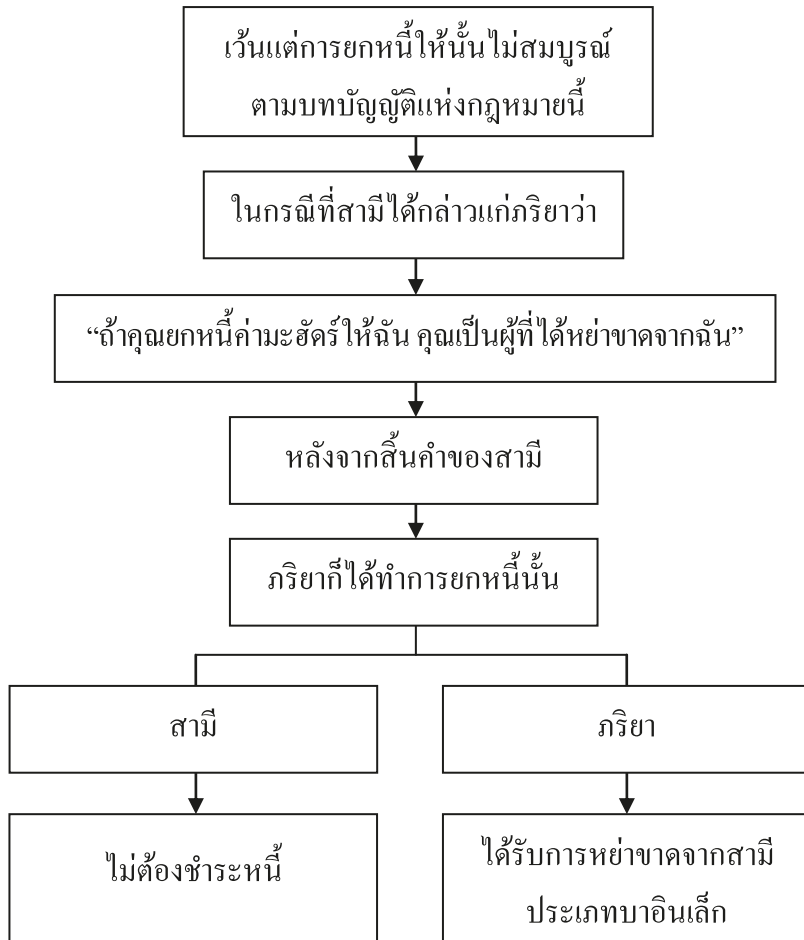 เว้นแต่การยกหนี้ให้นั้นไม่สมบูรณ์
ตามบทบัญญัติแห่งกฎหมายนี้
ในกรณีที่สามีได้กล่าวแก่ภริยาว่า
“ถ้าคุณยกหนี้ค่ามะฮัดร์ให้ฉัน คุณเป็นผู้ที่ได้หย่าขาดจากฉัน”
หลังจากสิ้นคำของสามี
ภริยาก็ได้ทำการยกหนี้นั้น
สามี
ภริยา
ไม่ต้องชำระหนี้
ได้รับการหย่าขาดจากสามี
ประเภทบาอินเล็ก